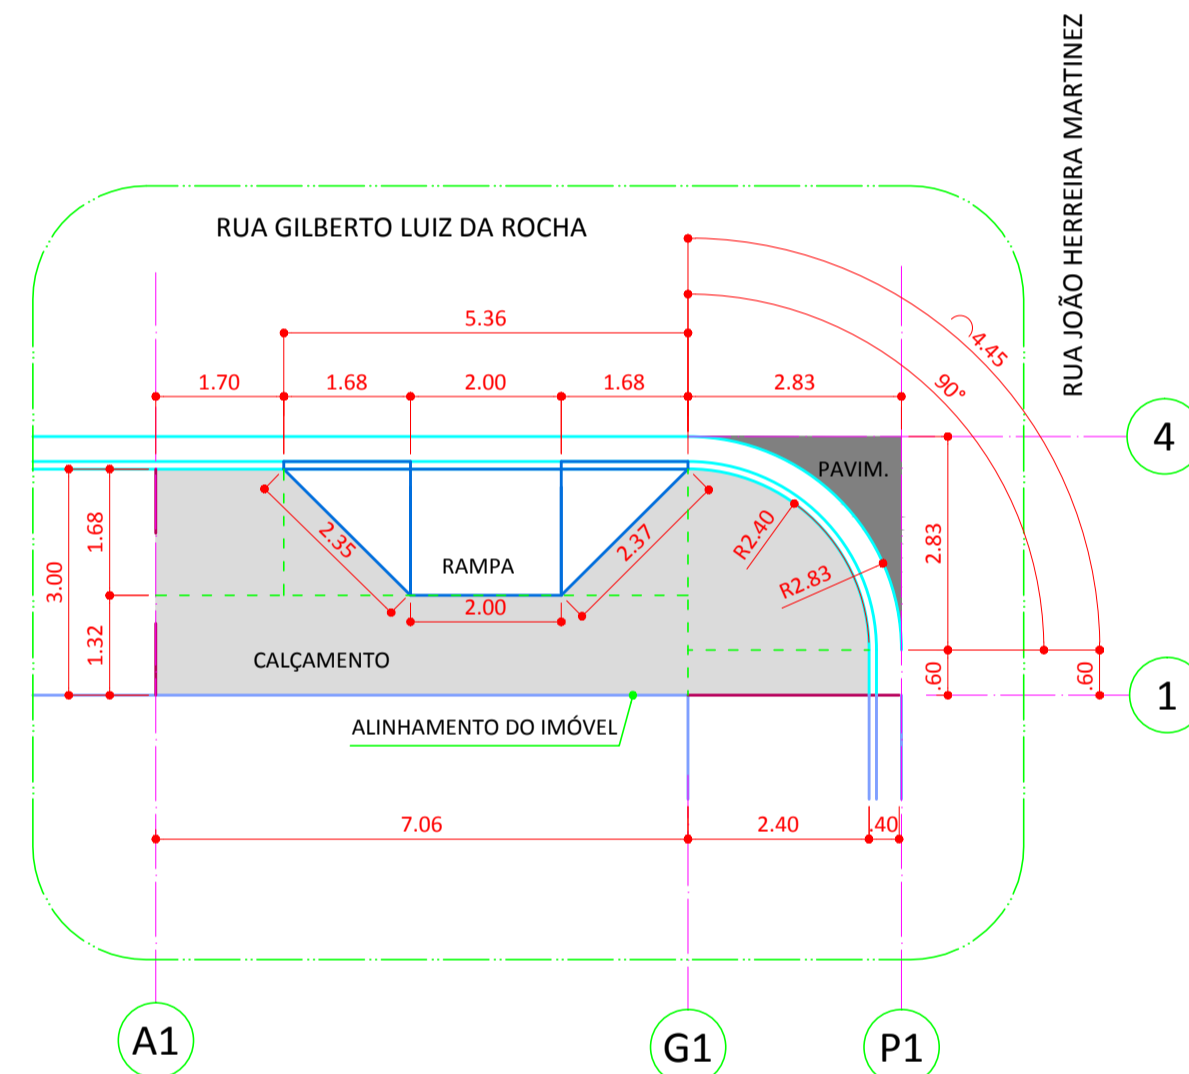 RUA JOÃO HERREIRA MARTINEZ
RUA GILBERTO LUIZ DA ROCHA
5.36
4.45
90°
1.70
1.68
2.00
1.68
2.83
4
PAVIM.
1.68
3.00
2.35
2.37
R2.40
2.83
RAMPA
R2.83
2.00
1.32
CALÇAMENTO
.60
.60
1
ALINHAMENTO DO IMÓVEL
7.06
2.40
.40
A1
G1
P1